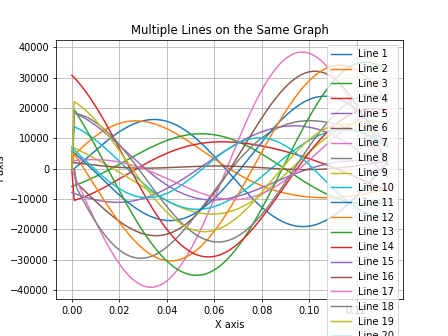 Multiple Lines on the Same Graph
40000
30000
20000
10000
0
−10000
−20000
−30000
−40000
0.00
0.02
0.04
0.06
0.08
0.10
X axis
Line 1
Line 2
Line 3
Line 4
Line 5
Line 6
Line 7
Line 8
Line 9
Line 10
Line 11
Line 12
Line 13
Line 14
Line 15
Line 16
Line 17
Line 18
Line 19
Line 20